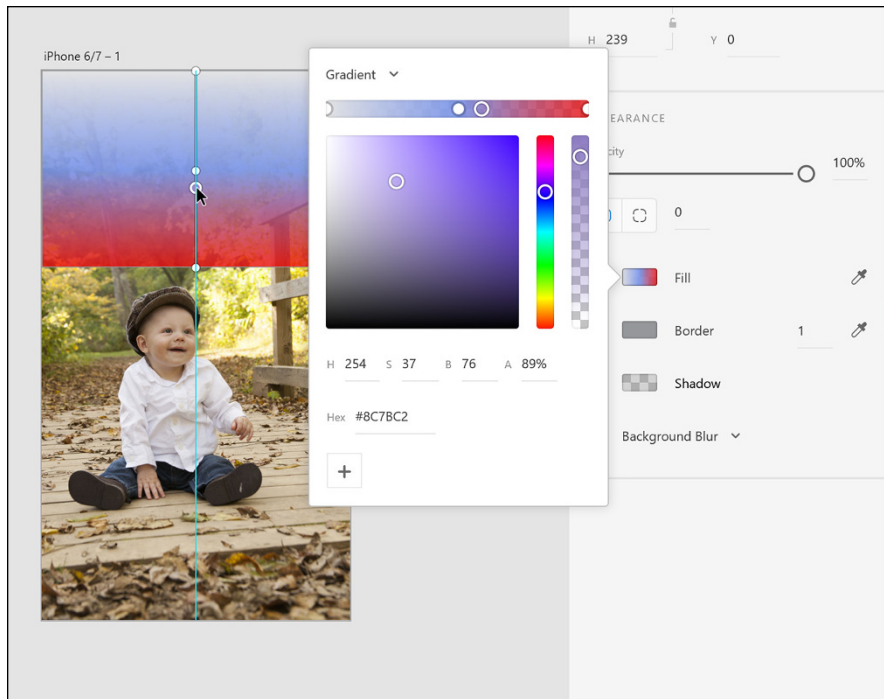 H 239 Y 0
iPhone 6/7 – 1
Gradient
EARANCE
city
100%
0
Fill
Border 1
Shadow
Background Blur
H 254 S 37 B 76 A 89%
Hex #8C7BC2
+